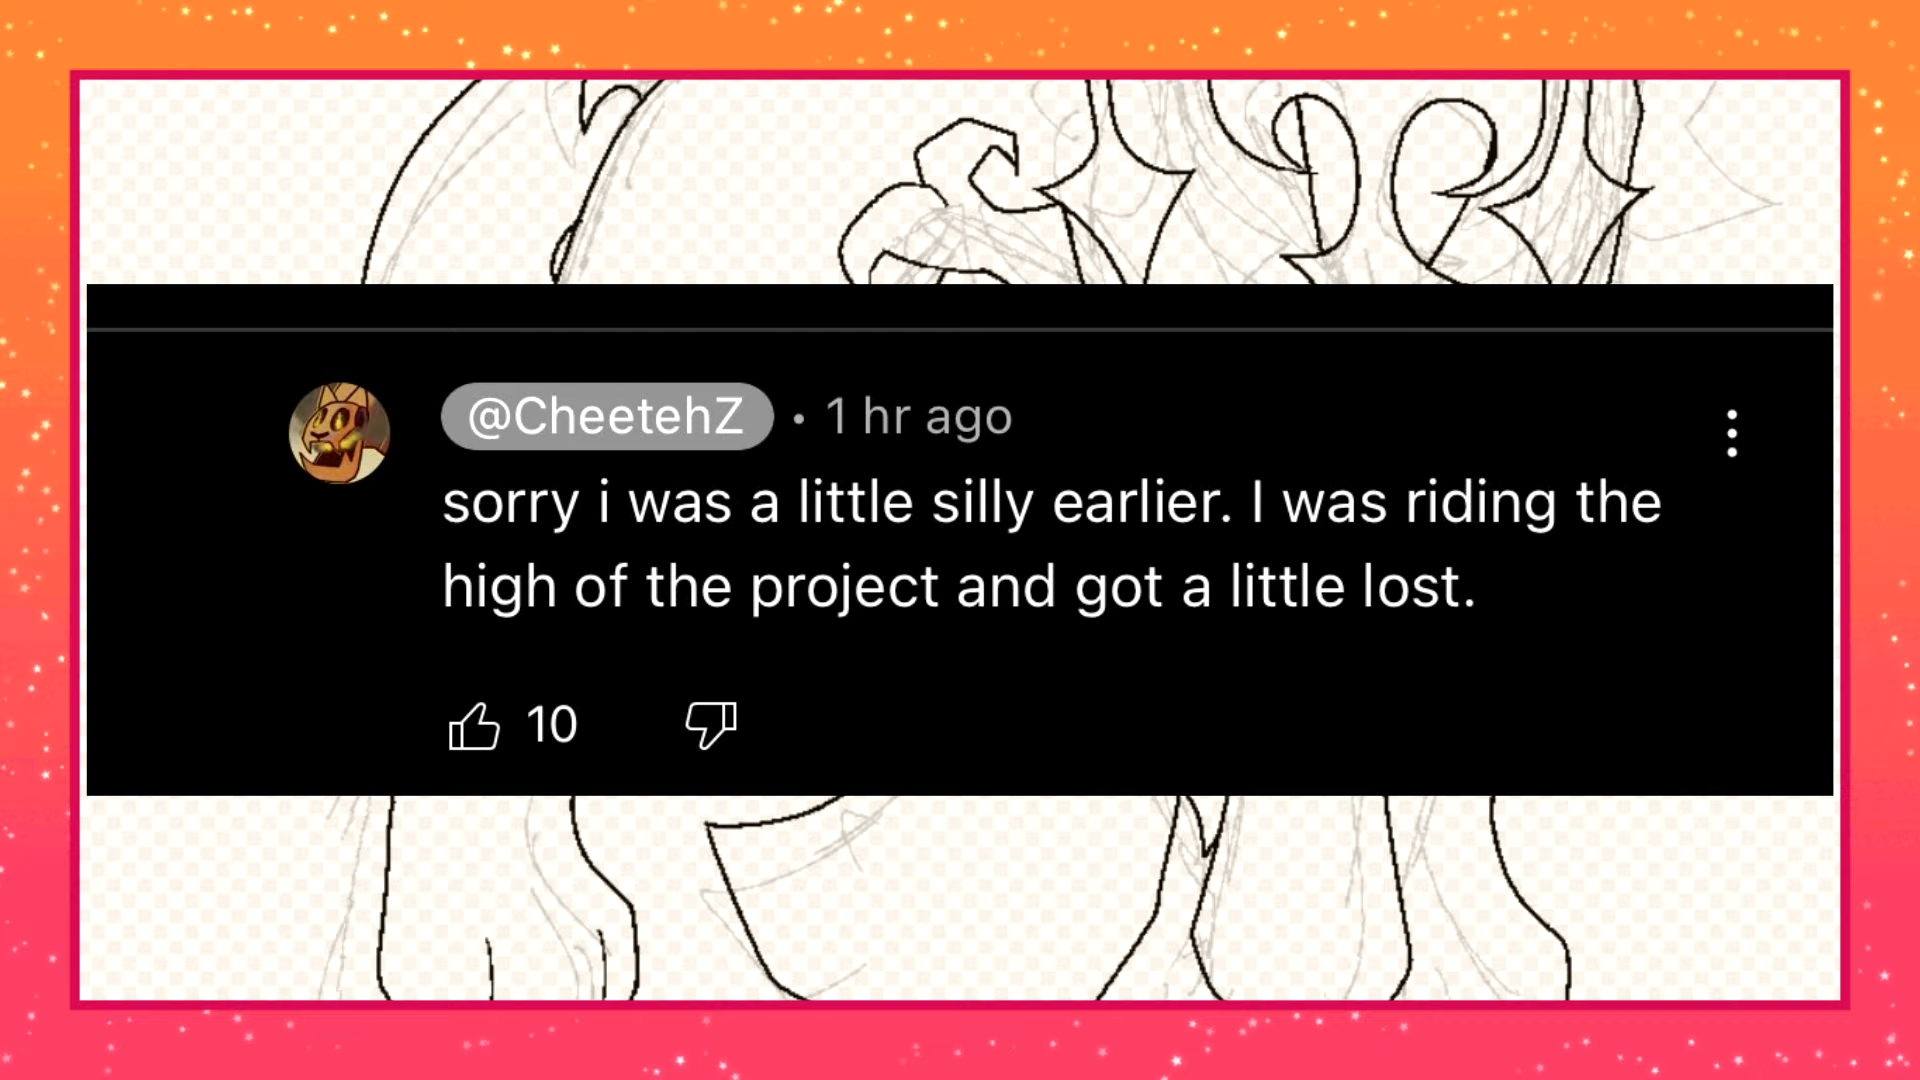 @CheetehZ • 1 hr ago
sorry i was a little silly earlier. I was riding the
high of the project and got a little lost.
10